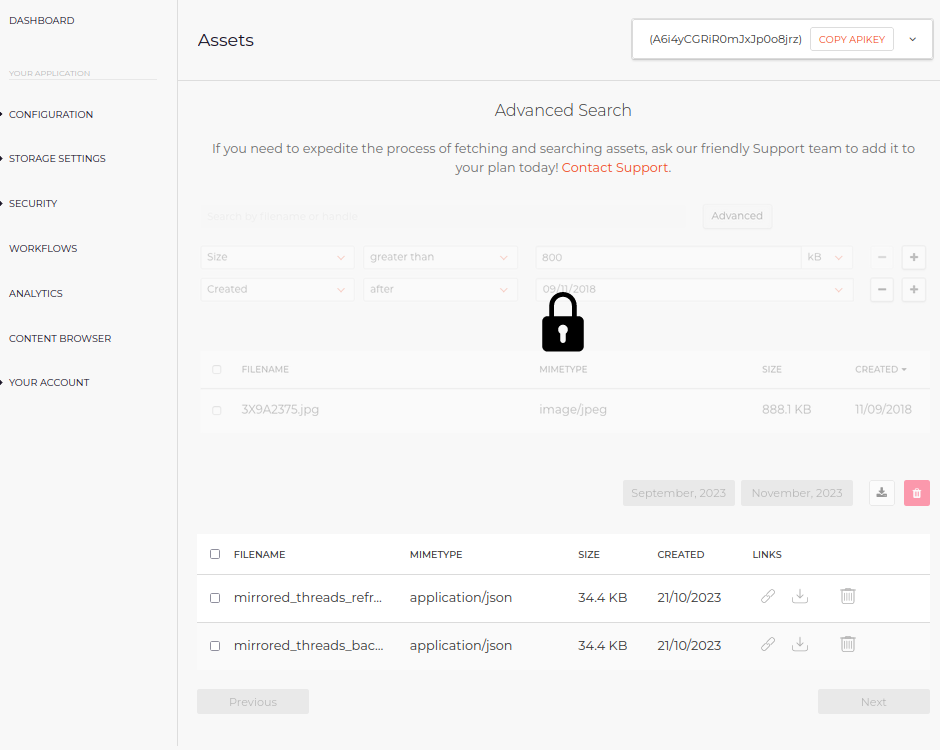 DASHBOARD
Assets
(A6i4yCGRiR0mJxJp0o8jrz) COPY APIKEY
YOUR APPLICATION
CONFIGURATION
STORAGE SETTINGS
SECURITY
WORKFLOWS
ANALYTICS
CONTENT BROWSER
YOUR ACCOUNT
Advanced Search
If you need to expedite the process of fetching and searching assets, ask our friendly Support team to add it to
your plan today! Contact Support.
Search by filename or handle
Advanced
Size greater than 800 kB
Created after 09/11/2018
FILENAME MIMETYPE SIZE CREATED
3X9A2375.jpg image/jpeg 888.1 KB 11/09/2018
September, 2023 November, 2023
FILENAME MIMETYPE SIZE CREATED LINKS
mirrored_threads_refr... application/json 34.4 KB 21/10/2023
mirrored_threads_bac... application/json 34.4 KB 21/10/2023
Previous Next